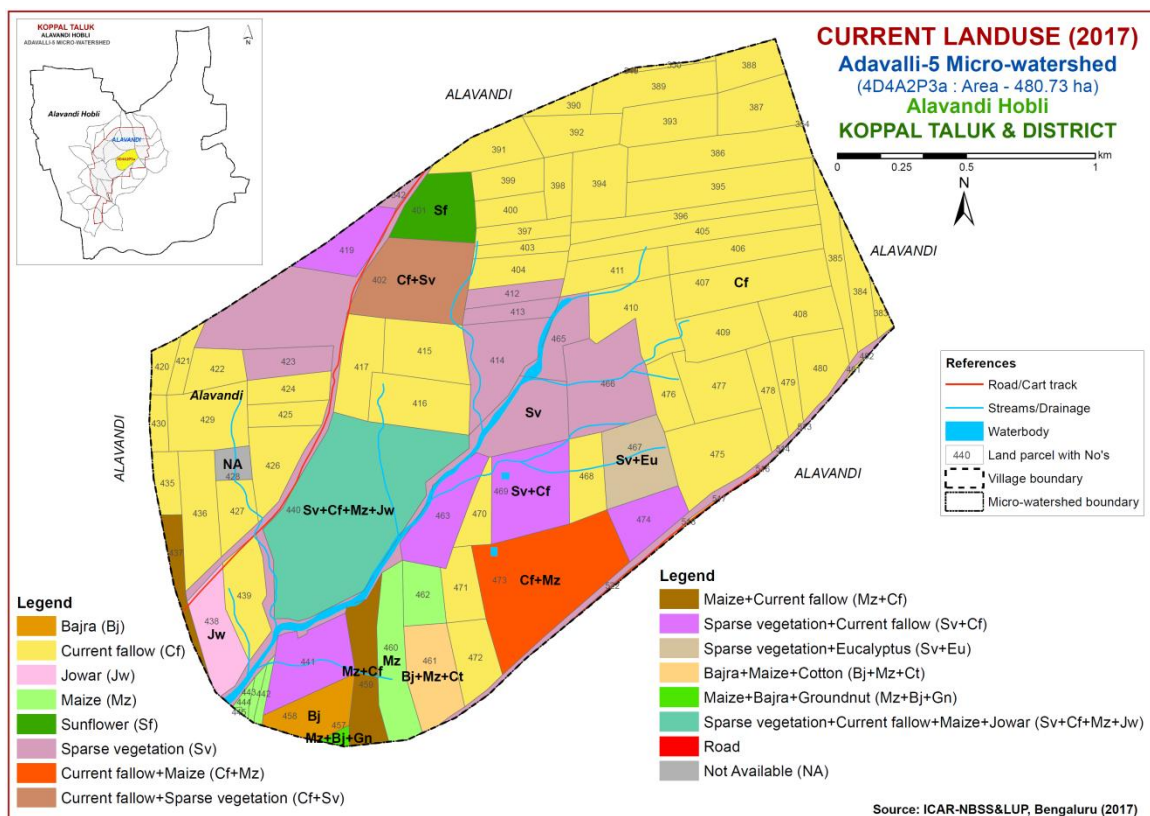 KOPPAL TALUK
ALAVANDI HOBLI
ADAVALLI-5 MICRO-WATERSHED
N
Alavandi Hobli
ALAVANDI
CURRENT LANDUSE (2017)
Adavalli-5 Micro-watershed
(4D4A2P3a : Area - 480.73 ha)
Alavandi Hobli
KOPPAL TALUK & DISTRICT
km
0 0.25 0.5 1
N
ALAVANDI
ALAVANDI
ALAVANDI
ALAVANDI
388
389
390
387
393
392
391
386
399
398
394
395
401
Sf
400
396
397
405
403
406
419
402
Cf+Sv
404
411
407
Cf
385
412
384
413
410
408
383
465
409
415
417
414
420
421
422
423
466
480
424
416
Sv
476
477
478
479
Alavandi
425
430
429
467
NA
426
Sv+Eu
475
428
468
469
Sv+Cf
435
436
427
440
Sv+Cf+Mz+Jw
463
470
474
437
473
Cf+Mz
471
439
462
438
Jw
460
Mz
472
441
461
Mz+Cf
Bj+Mz+Ct
459
443
442
444
458
Bj
457
Mz+Bj+Gn
References
Road/Cart track
Streams/Drainage
Waterbody
440 Land parcel with No's
Village boundary
Micro-watershed boundary
Legend
Bajra (Bj)
Current fallow (Cf)
Jowar (Jw)
Maize (Mz)
Sunflower (Sf)
Sparse vegetation (Sv)
Current fallow+Maize (Cf+Mz)
Current fallow+Sparse vegetation (Cf+Sv)
Legend
Maize+Current fallow (Mz+Cf)
Sparse vegetation+Current fallow (Sv+Cf)
Sparse vegetation+Eucalyptus (Sv+Eu)
Bajra+Maize+Cotton (Bj+Mz+Ct)
Maize+Bajra+Groundnut (Mz+Bj+Gn)
Sparse vegetation+Current fallow+Maize+Jowar (Sv+Cf+Mz+Jw)
Road
Not Available (NA)
Source: ICAR-NBSS&LUP, Bengaluru (2017)